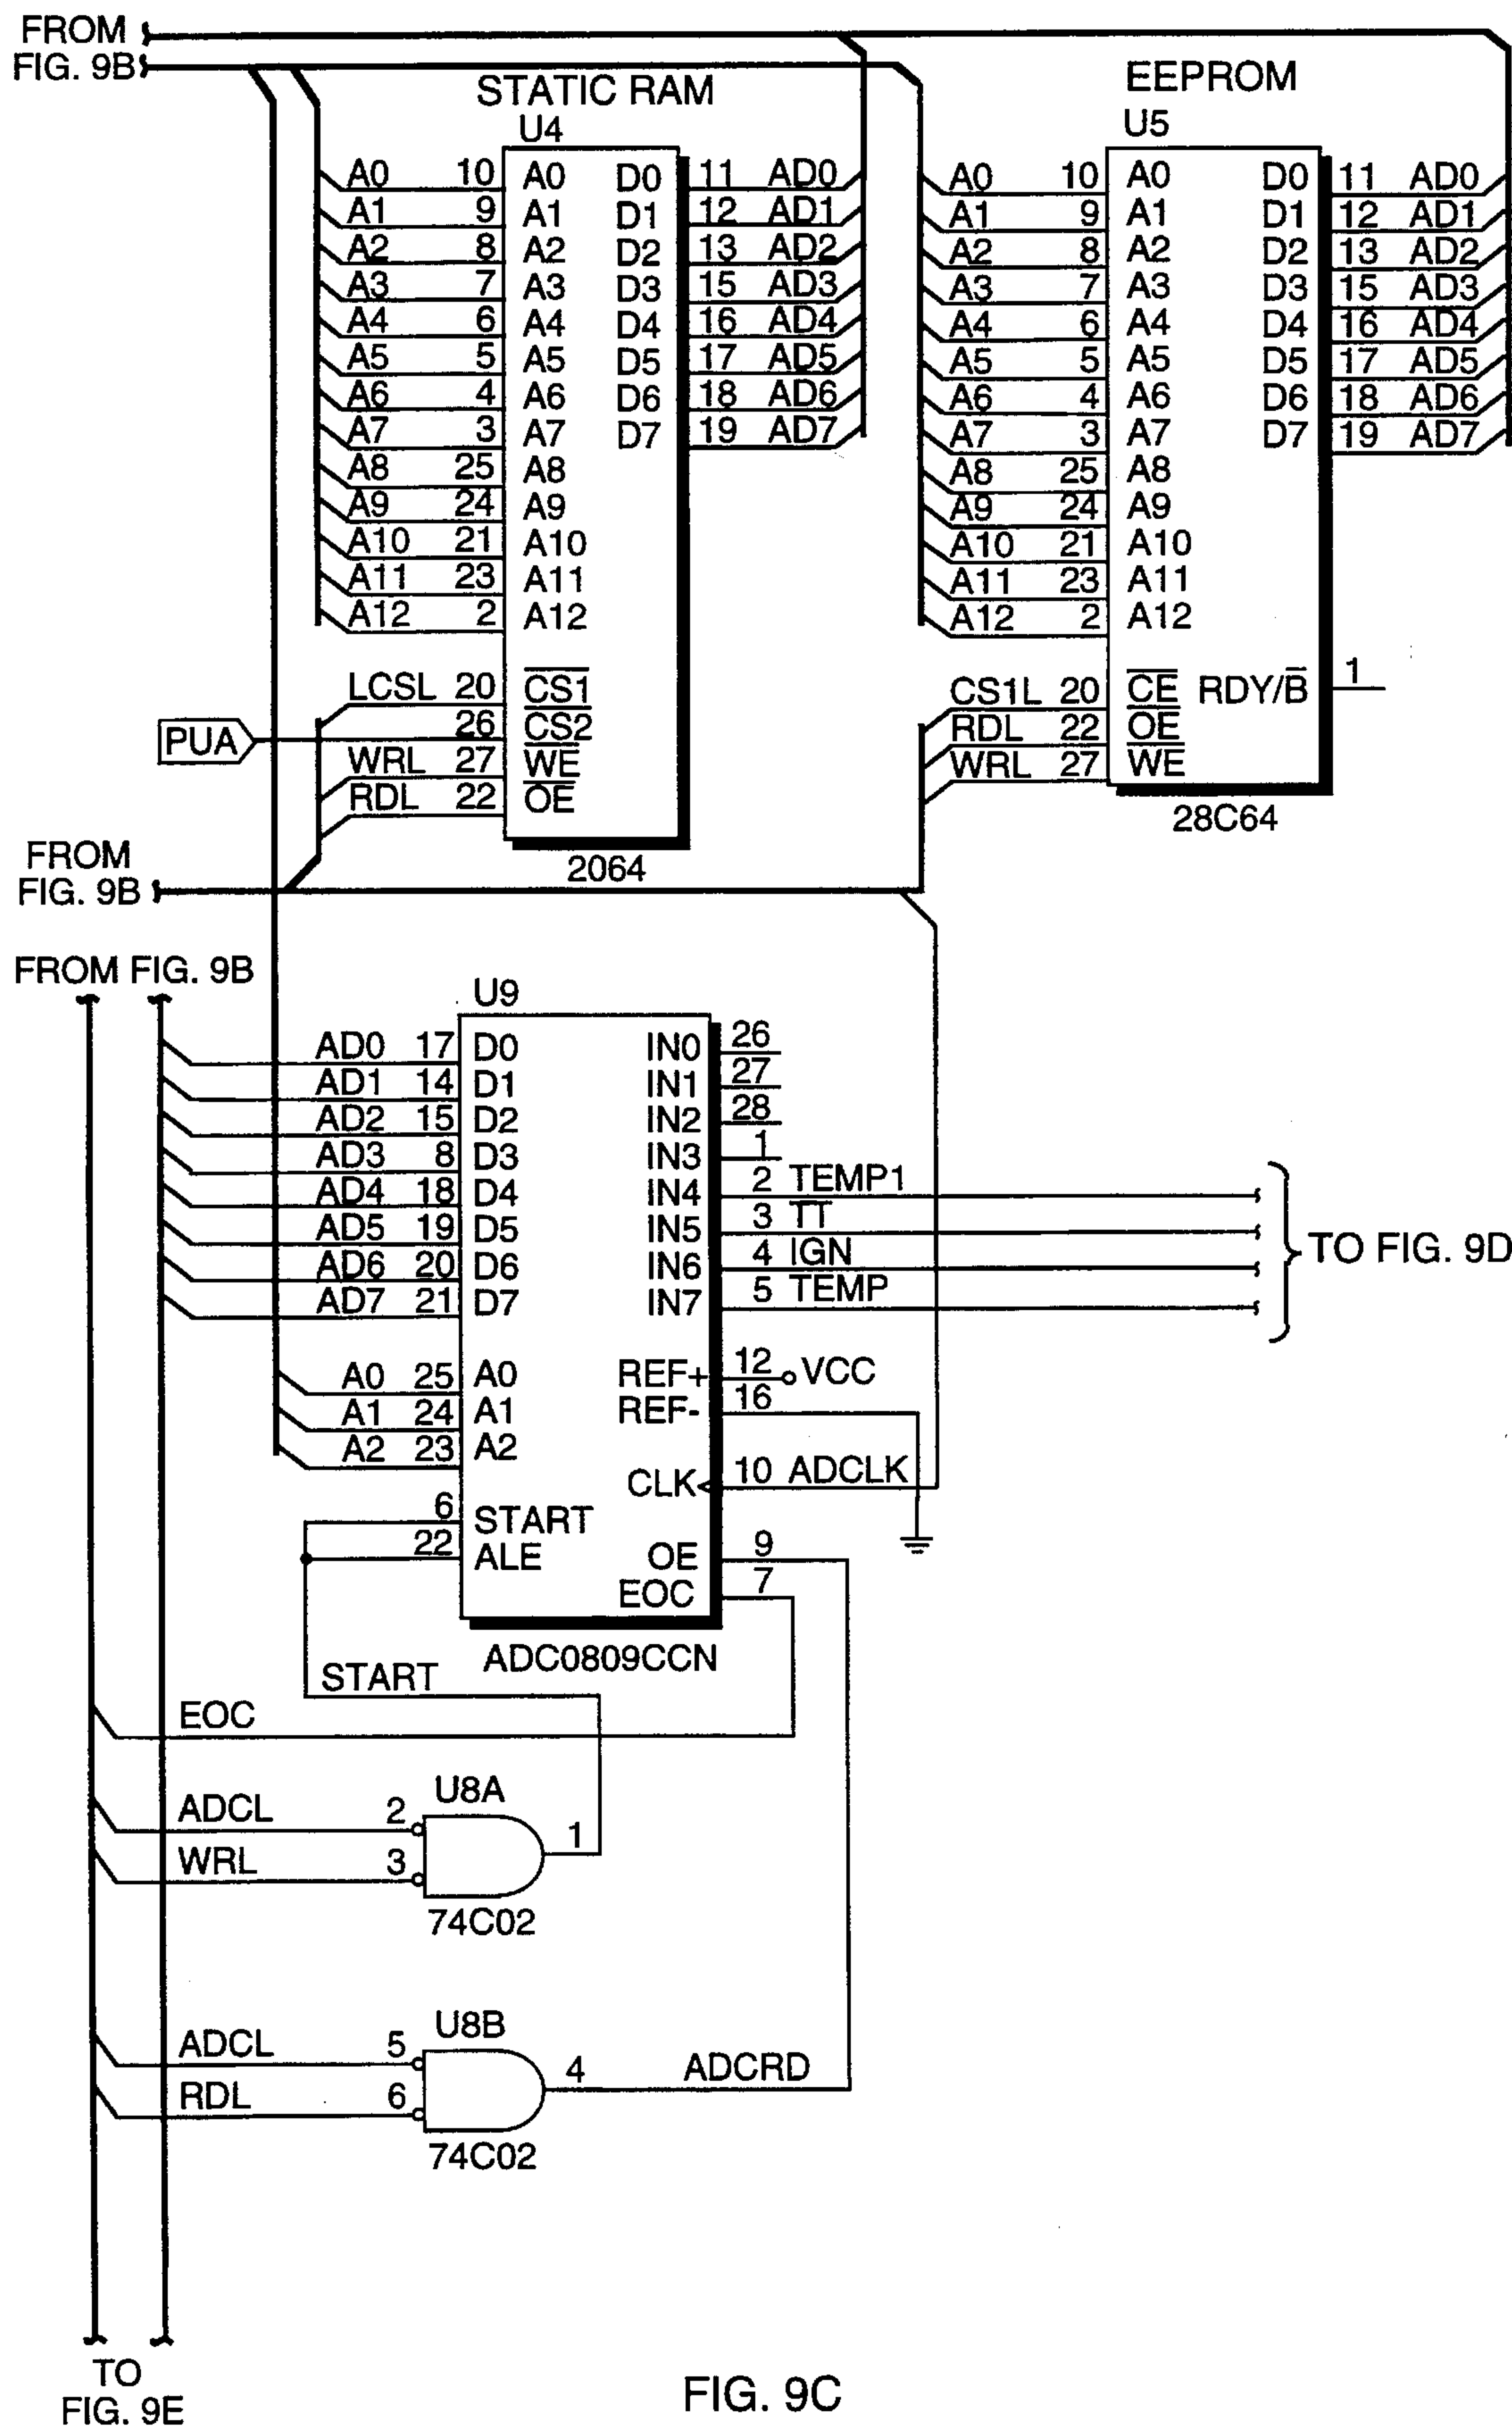 FROM
FIG. 9B
STATIC RAM
U4
A0 10 A0 D0 11 AD0
A1 9 A1 D1 12 AD1
A2 8 A2 D2 13 AD2
A3 7 A3 D3 15 AD3
A4 6 A4 D4 16 AD4
A5 5 A5 D5 17 AD5
A6 4 A6 D6 18 AD6
A7 3 A7 D7 19 AD7
A8 25 A8
A9 24 A9
A10 21 A10
A11 23 A11
A12 2 A12
LCSL 20 CS1
PUA 26 CS2
WRL 27 WE
RDL 22 OE
2064
EEPROM
U5
A0 10 A0 D0 11 AD0
A1 9 A1 D1 12 AD1
A2 8 A2 D2 13 AD2
A3 7 A3 D3 15 AD3
A4 6 A4 D4 16 AD4
A5 5 A5 D5 17 AD5
A6 4 A6 D6 18 AD6
A7 3 A7 D7 19 AD7
A8 25 A8
A9 24 A9
A10 21 A10
A11 23 A11
A12 2 A12
CS1L 20 CE RDY/B 1
RDL 22 OE
WRL 27 WE
28C64
FROM
FIG. 9B
FROM FIG. 9B
U9
AD0 17 D0 IN0 26
AD1 14 D1 IN1 27
AD2 15 D2 IN2 28
AD3 8 D3 IN3 1
AD4 18 D4 IN4 2 TEMP1
AD5 19 D5 IN5 3 TT
AD6 20 D6 IN6 4 IGN
AD7 21 D7 IN7 5 TEMP
TO FIG. 9D
A0 25 A0 REF+ 12 VCC
A1 24 A1 REF- 16
A2 23 A2
CLK 10 ADCLK
6 START
22 ALE OE 9
EOC 7
ADC0809CCN
START
EOC
U8A
ADCL 2
1
WRL 3
74C02
U8B
ADCL 5
4 ADCRD
RDL 6
74C02
TO
FIG. 9E
FIG. 9C